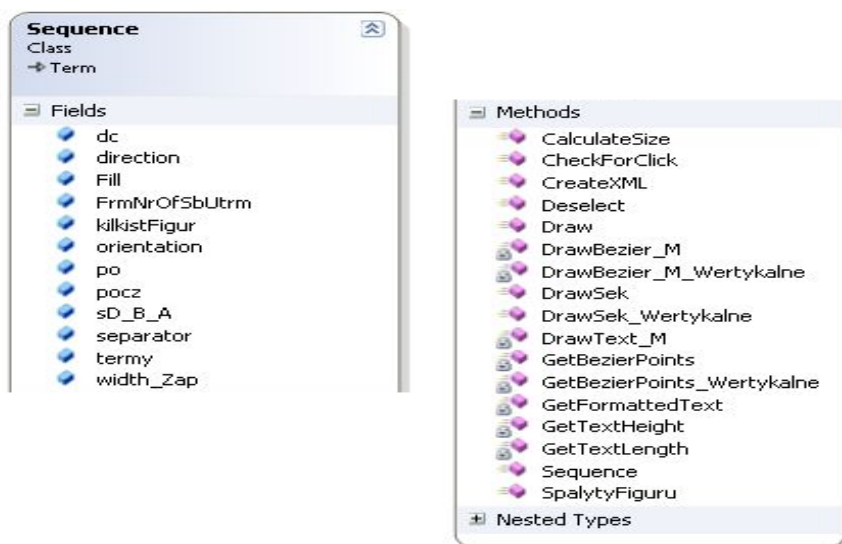 Sequence
Class
Term
Fields
dc
direction
Fill
FrmNrOfSbUtrm
kilkistFigur
orientation
po
pocz
sD_B_A
separator
termy
width_Zap
Methods
CalculateSize
CheckForClick
CreateXML
Deselect
Draw
DrawBezier_M
DrawBezier_M_Wertykalne
DrawSek
DrawSek_Wertykalne
DrawText_M
GetBezierPoints
GetBezierPoints_Wertykalne
GetFormattedText
GetTextHeight
GetTextLength
Sequence
SpalytyFiguru
Nested Types